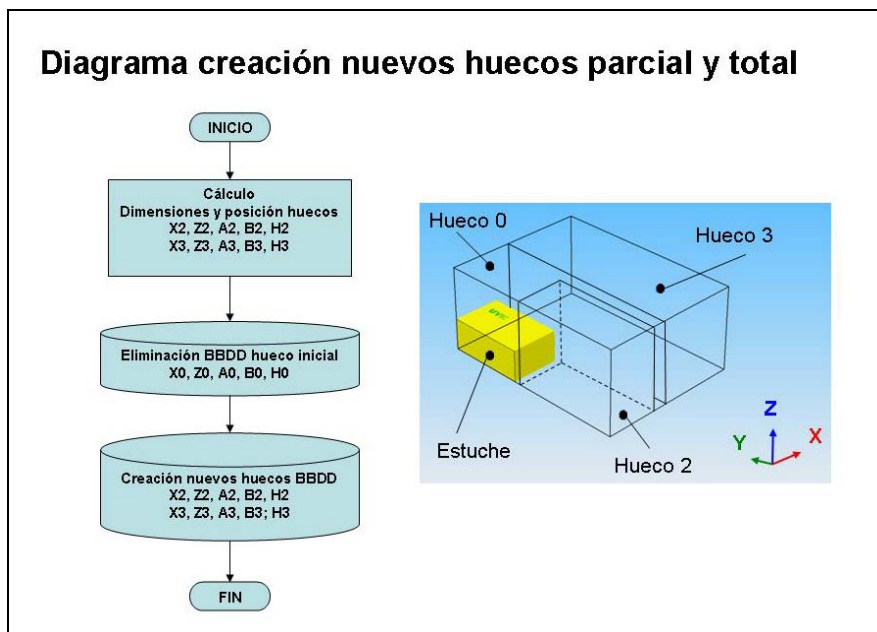 Diagrama creación nuevos huecos parcial y total
INICIO
Cálculo
Dimensiones y posición huecos
X2, Z2, A2, B2, H2
X3, Z3, A3, B3, H3
Eliminación BBDD hueco inicial
X0, Z0, A0, B0, H0
Creación nuevos huecos BBDD
X2, Z2, A2, B2, H2
X3, Z3, A3, B3; H3
FIN
Hueco 0
Hueco 3
Estuche
Hueco 2
Z
Y
X